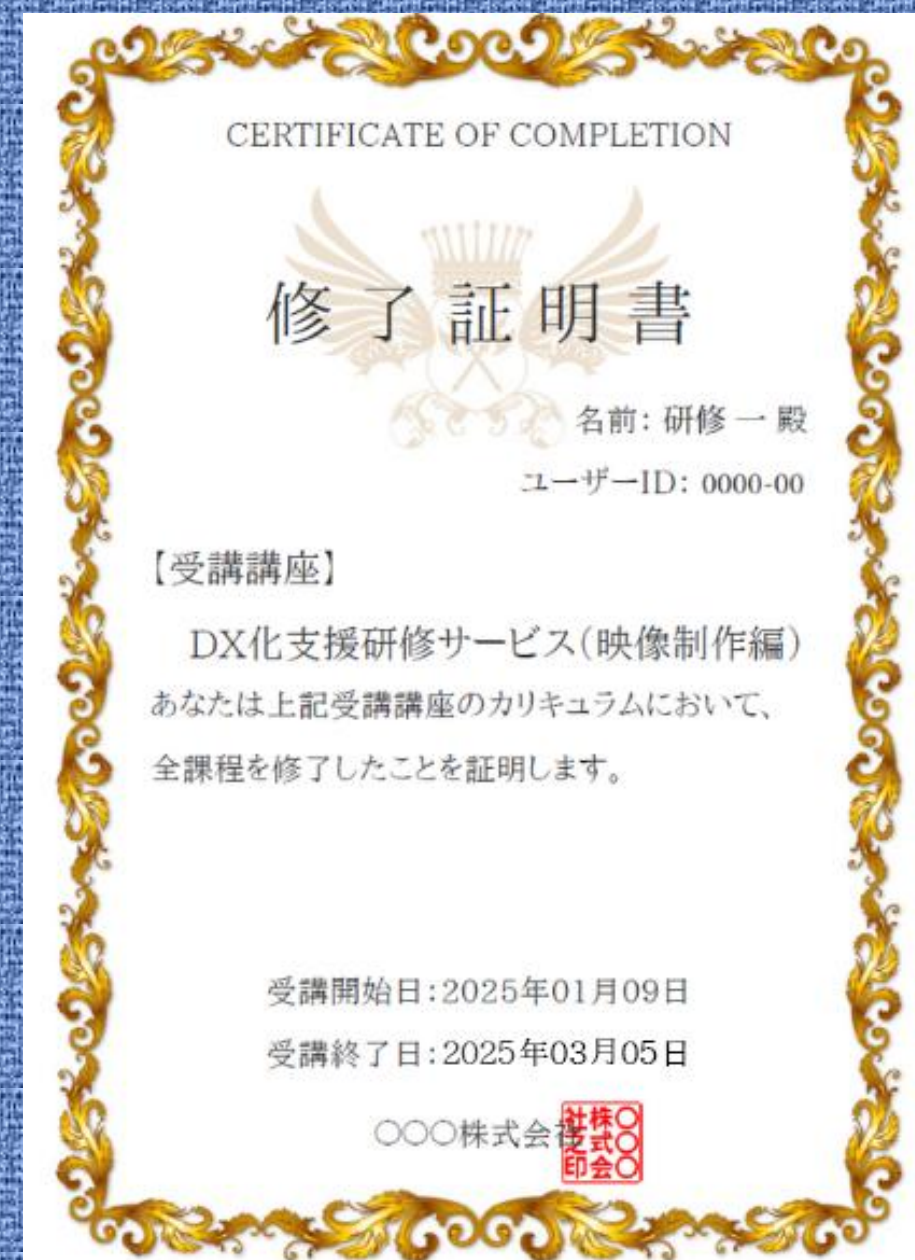 CERTIFICATE OF COMPLETION
修了証明書
名前: 研修 一 殿
ユーザーID: 0000-00
【受講講座】
DX化支援研修サービス(映像制作編)
あなたは上記受講講座のカリキュラムにおいて、
全課程を修了したことを証明します。
受講開始日:2025年01月09日
受講終了日:2025年03月05日
○○○株式会社
○○○株式会社印